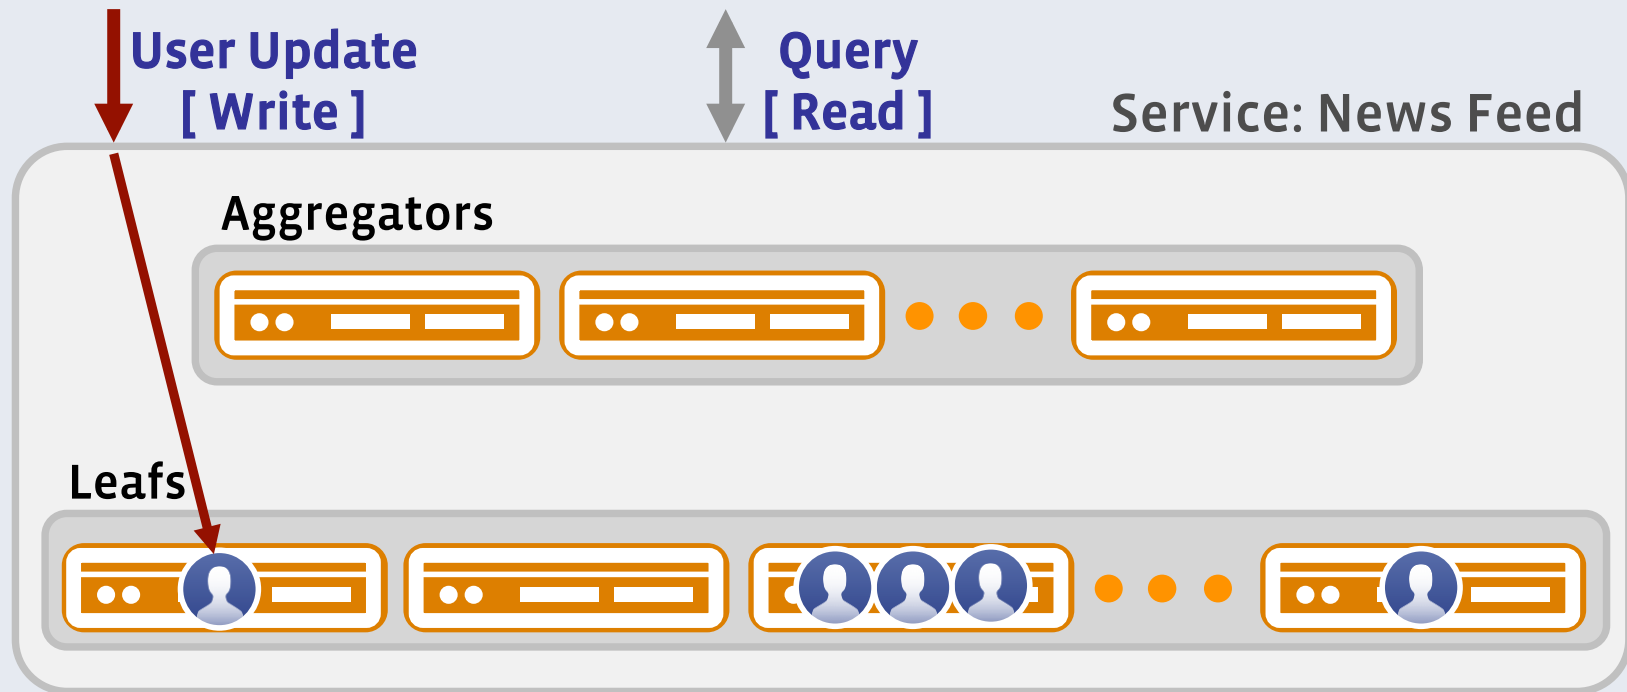 User Update
[ Write ]
Query
[ Read ]
Service: News Feed
Aggregators
Leafs